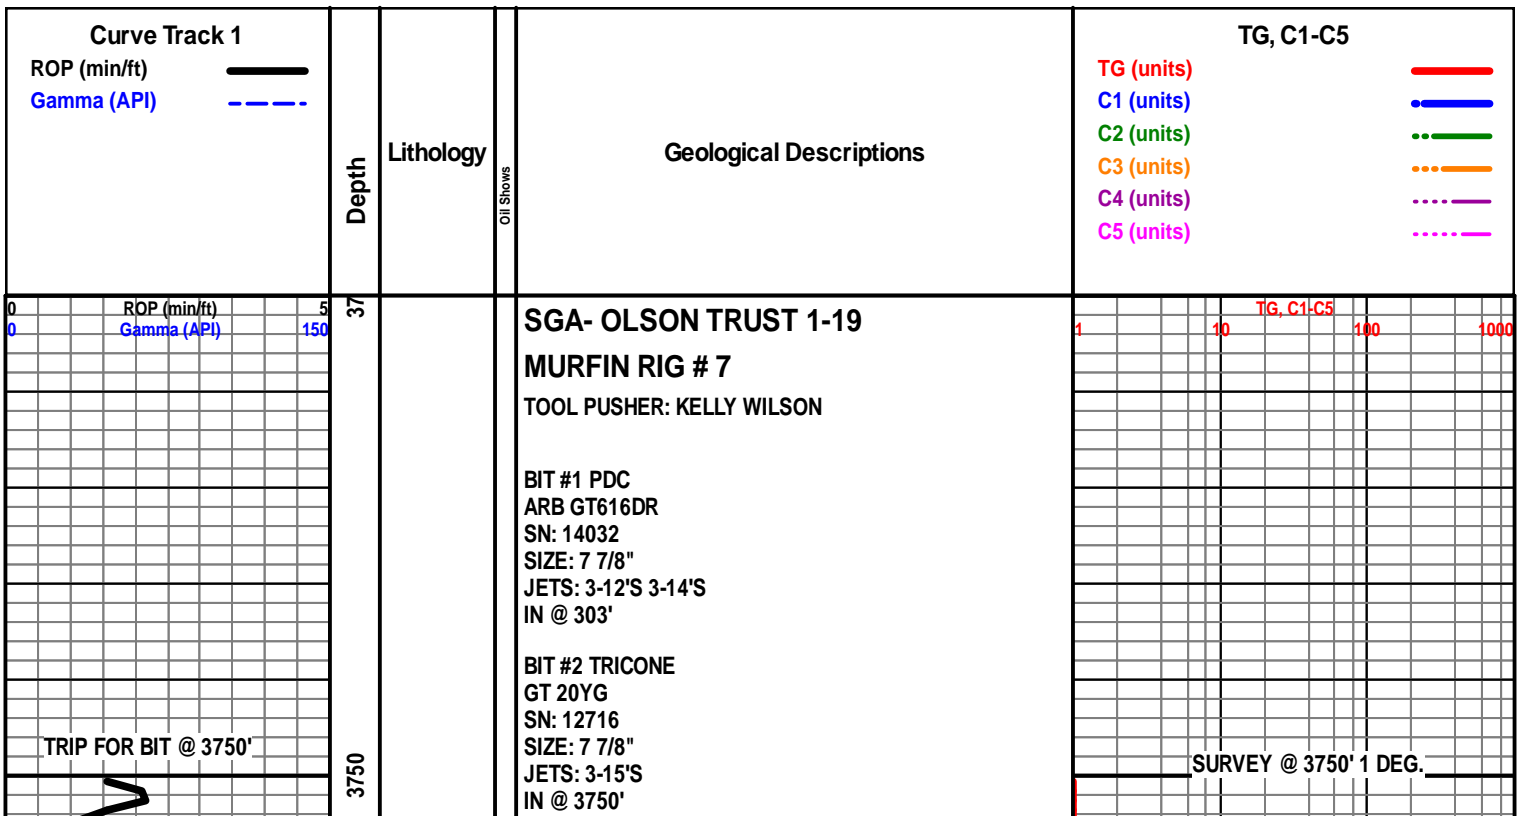 Curve Track 1
ROP (min/ft)
Gamma (API)
Depth
Lithology
Oil Shows
Geological Descriptions
TG, C1-C5
TG (units)
C1 (units)
C2 (units)
C3 (units)
C4 (units)
C5 (units)
0 ROP (min/ft) 5
0 Gamma (API) 150
37
SGA- OLSON TRUST 1-19
MURFIN RIG # 7
TOOL PUSHER: KELLY WILSON
BIT #1 PDC
ARB GT616DR
SN: 14032
SIZE: 7 7/8"
JETS: 3-12'S 3-14'S
IN @ 303'
BIT #2 TRICONE
GT 20YG
SN: 12716
SIZE: 7 7/8"
JETS: 3-15'S
IN @ 3750'
TG, C1-C5
1 10 100 1000
TRIP FOR BIT @ 3750'
3750
SURVEY @ 3750' 1 DEG.